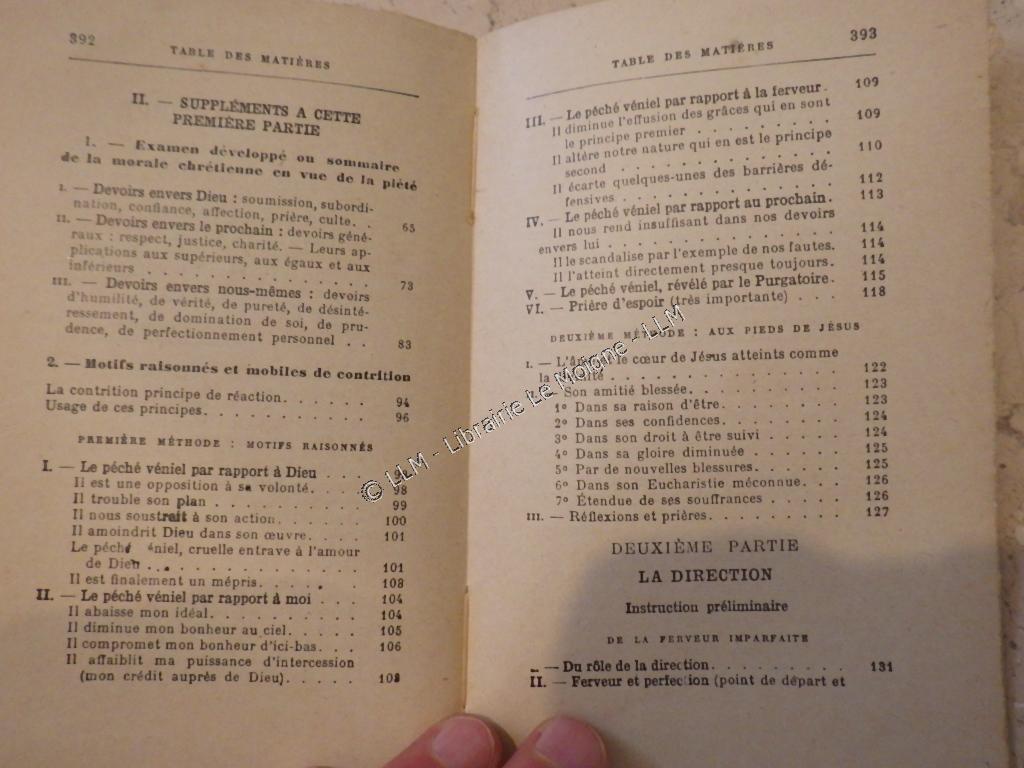 392
TABLE DES MATIÈRES
II. — SUPPLÉMENTS A CETTE
PREMIÈRE PARTIE
1. — Examen développé ou sommaire
de la morale chrétienne en vue de la piété
I. — Devoirs envers Dieu : soumission, subordi-
nation, confiance, affection, prière, culte. . 65
II. — Devoirs envers le prochain : devoirs géné-
raux : respect, justice, charité. — Leurs ap-
plications aux supérieurs, aux égaux et aux
inférieurs . . . . . . . . . . . . 73
III. — Devoirs envers nous-mêmes : devoirs
d'humilité, de vérité, de pureté, de désinté-
ressement, de domination de soi, de pru-
dence, de perfectionnement personnel . . 83
2. — Motifs raisonnés et mobiles de contrition
La contrition principe de réaction. . . . . . 94
Usage de ces principes. . . . . . . . . . 96
PREMIÈRE MÉTHODE : MOTIFS RAISONNÉS
I. — Le péché véniel par rapport à Dieu . . .
Il est une opposition à sa volonté. . . . . 98
Il trouble son plan . . . . . . . . . 99
Il nous soustrait à son action. . . . . . 100
Il amoindrit Dieu dans son œuvre. . . . . 101
Le péché véniel, cruelle entrave à l'amour
de Dieu . . . . . . . . . . . . . 101
Il est finalement un mépris. . . . . . . 103
II. — Le péché véniel par rapport à moi . . . 104
Il abaisse mon idéal. . . . . . . . . . 104
Il diminue mon bonheur au ciel. . . . . . 105
Il compromet mon bonheur d'ici-bas. . . . 106
Il affaiblit ma puissance d'intercession
(mon crédit auprès de Dieu). . . . . . 108
TABLE DES MATIÈRES
393
III. — Le péché véniel par rapport à la ferveur. 109
Il diminue l'effusion des grâces qui en sont
le principe premier . . . . . . . . . 109
Il altère notre nature qui en est le principe
second . . . . . . . . . . . . . 110
Il écarte quelques-unes des barrières dé-
fensives. . . . . . . . . . . . . 112
IV. — Le péché véniel par rapport au prochain. 113
Il nous rend insuffisant dans nos devoirs
envers lui . . . . . . . . . . . . 114
Il le scandalise par l'exemple de nos fautes. 114
Il l'atteint directement presque toujours. 114
V. — Le péché véniel, révélé par le Purgatoire. 115
VI. — Prière d'espoir (très importante) . . . 118
DEUXIÈME MÉTHODE : AUX PIEDS DE JÉSUS
I. — L'âme et le cœur de Jésus atteints comme
la 122
Son amitié blessée. . . . . . . . . . 123
1º Dans sa raison d'être. . . . . . . . 123
2º Dans ses confidences. . . . . . . . 124
3º Dans son droit à être suivi . . . . . 124
4º Dans sa gloire diminuée . . . . . . 125
5º Par de nouvelles blessures. . . . . . 125
6º Dans son Eucharistie méconnue. . . . 126
7º Étendue de ses souffrances . . . . . 126
III. — Réflexions et prières. . . . . . . . . 127
DEUXIÈME PARTIE
LA DIRECTION
Instruction préliminaire
DE LA FERVEUR IMPARFAITE
— Du rôle de la direction. . . . . . . . . 131
II. — Ferveur et perfection (point de départ et
© LLM - Librairie Le Moigne - LLM